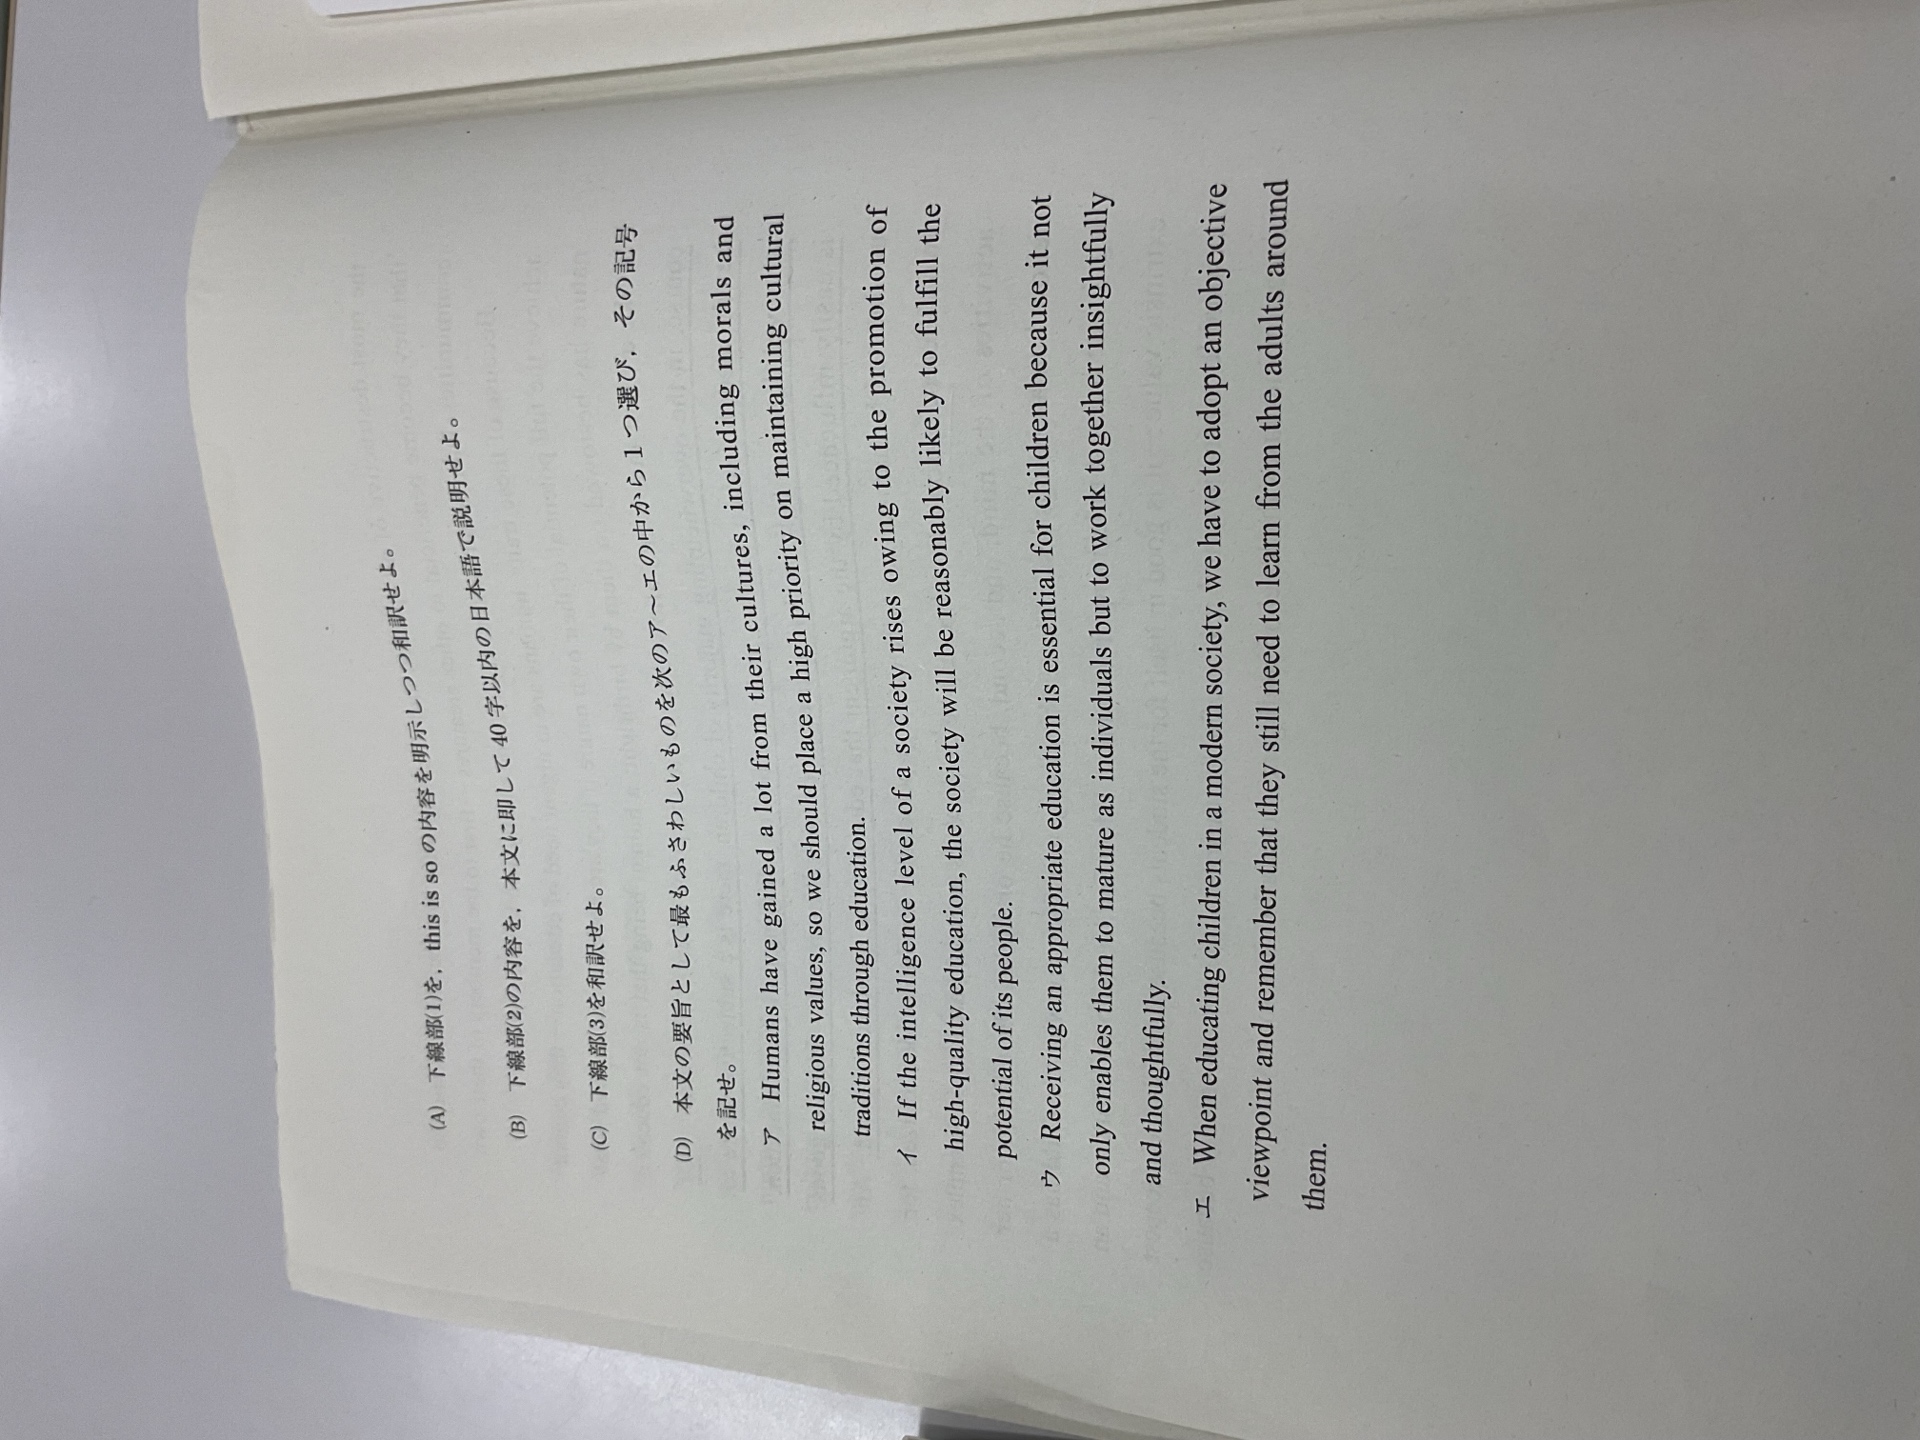 (A) 下線部(1)を，this is so の内容を明示しつつ和訳せよ。
(B) 下線部(2)の内容を，本文に即して 40 字以内の日本語で説明せよ。
(C) 下線部(3)を和訳せよ。
(D) 本文の要旨として最もふさわしいものを次のア～エの中から 1 つ選び，その記号
を記せ。
ア Humans have gained a lot from their cultures, including morals and
religious values, so we should place a high priority on maintaining cultural
traditions through education.
イ If the intelligence level of a society rises owing to the promotion of
high-quality education, the society will be reasonably likely to fulfill the
potential of its people.
ウ Receiving an appropriate education is essential for children because it not
only enables them to mature as individuals but to work together insightfully
and thoughtfully.
エ When educating children in a modern society, we have to adopt an objective
viewpoint and remember that they still need to learn from the adults around
them.